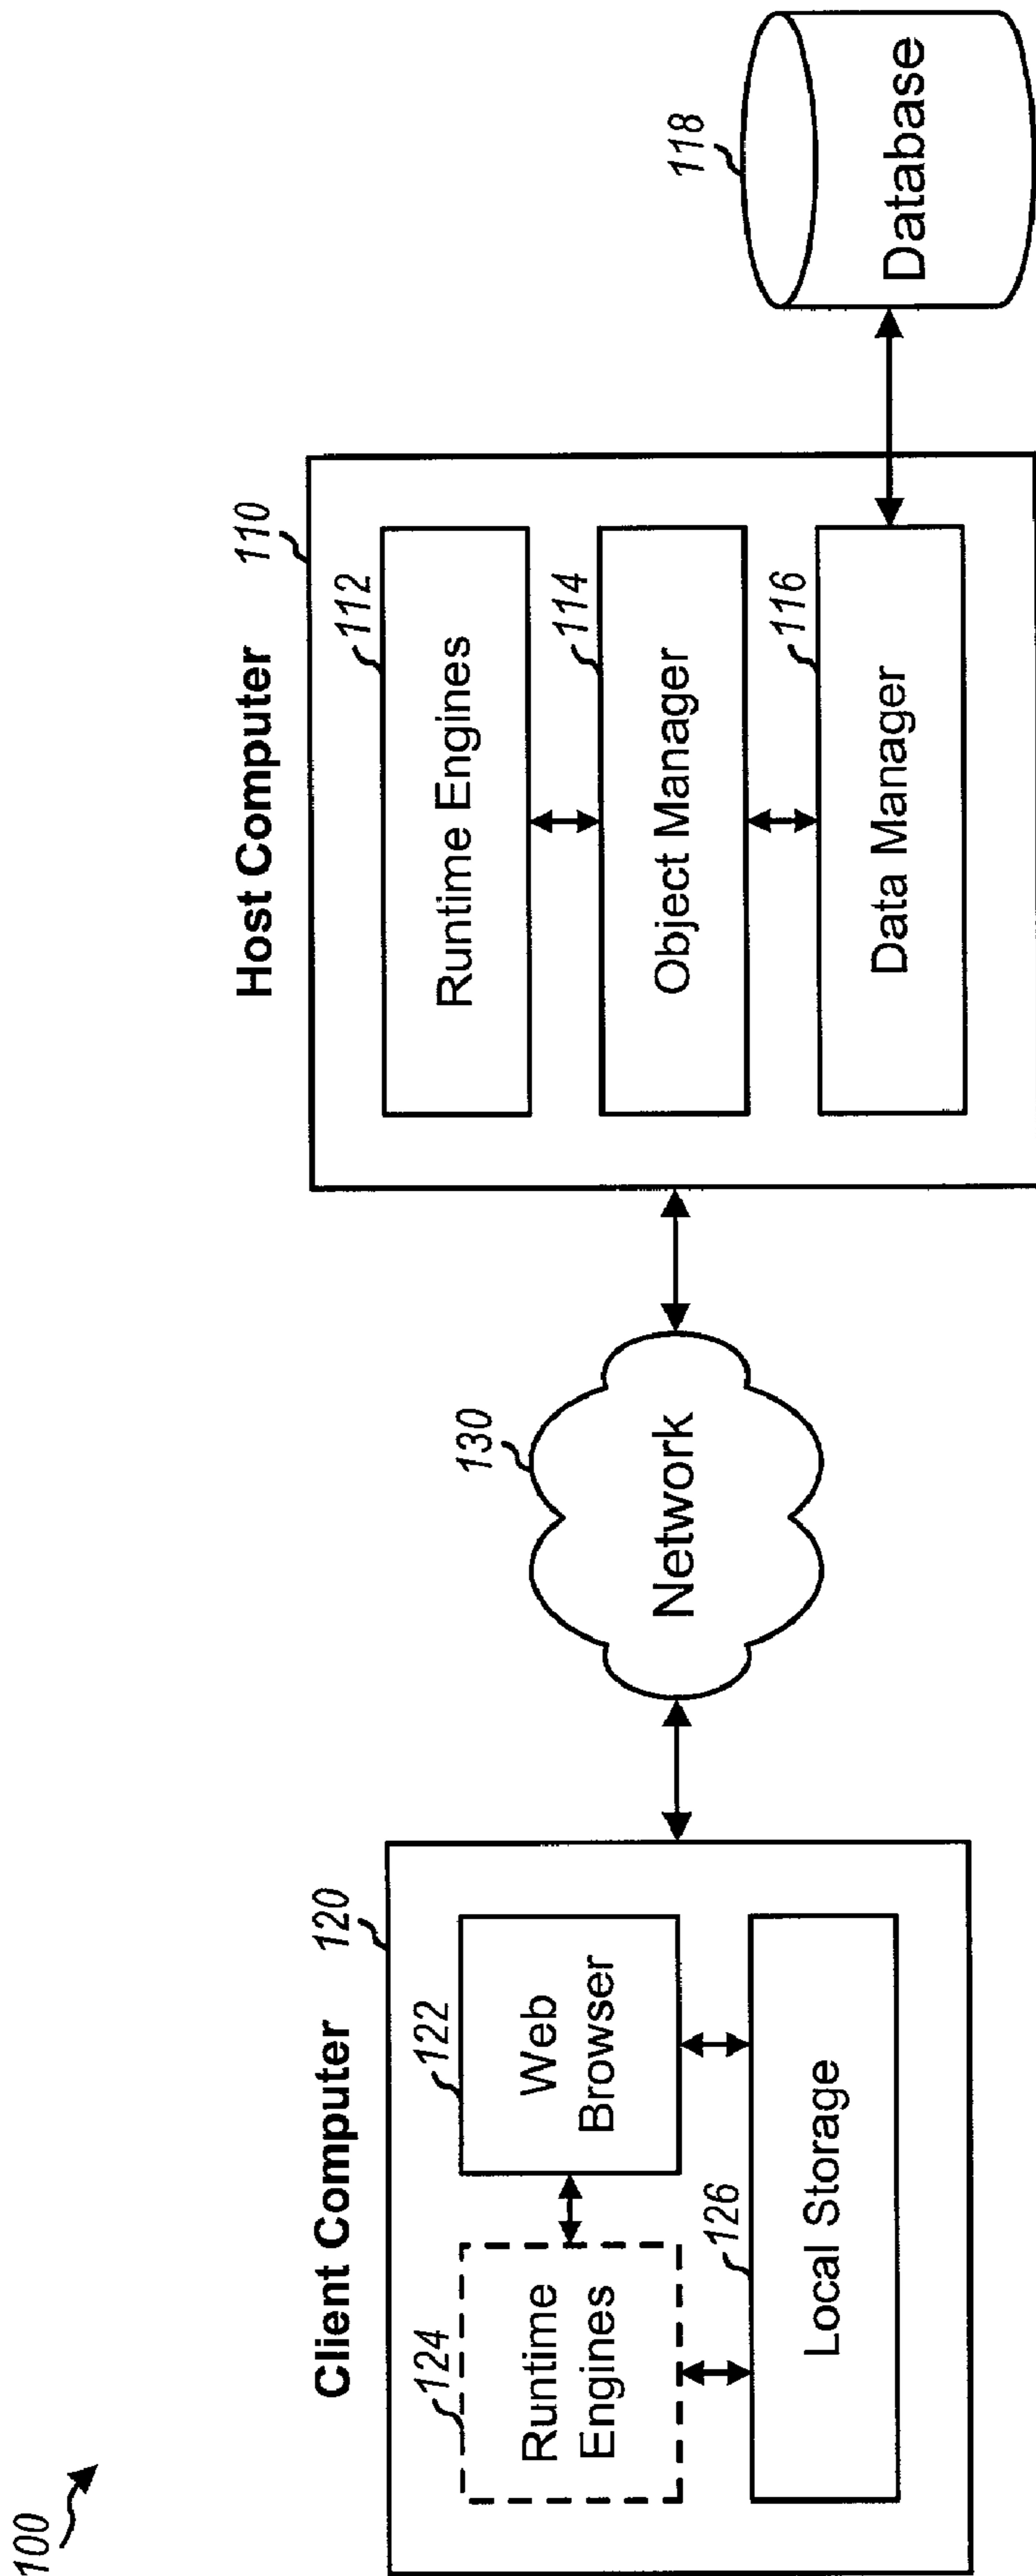 100
Client Computer
120
124
Runtime
Engines
122
Web
Browser
126
Local Storage
130
Network
Host Computer
110
112
Runtime Engines
114
Object Manager
116
Data Manager
118
Database